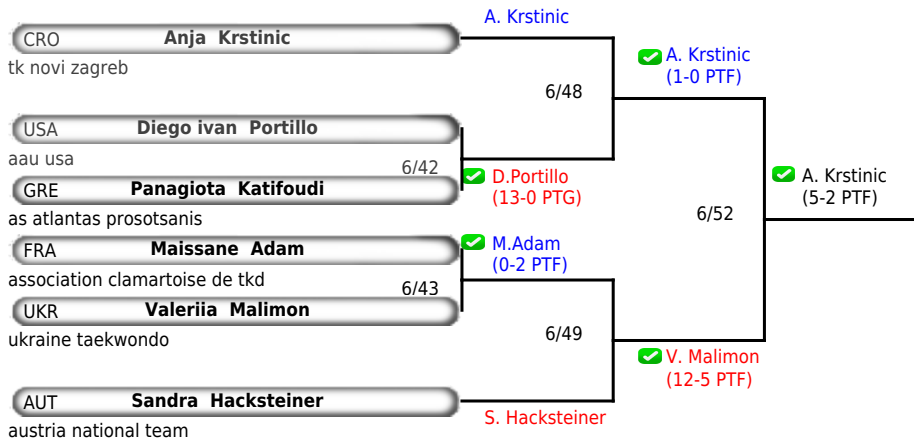 A. Krstinic
CRO Anja Krstinic
tk novi zagreb
A. Krstinic
(1-0 PTF)
6/48
USA Diego ivan Portillo
aau usa
6/42
D.Portillo
(13-0 PTG)
GRE Panagiota Katifoudi
as atlantas prosotsanis
A. Krstinic
(5-2 PTF)
6/52
FRA Maissane Adam
association clamartoise de tkd
M.Adam
(0-2 PTF)
6/43
UKR Valeriia Malimon
ukraine taekwondo
6/49
V. Malimon
(12-5 PTF)
AUT Sandra Hacksteiner
austria national team
S. Hacksteiner